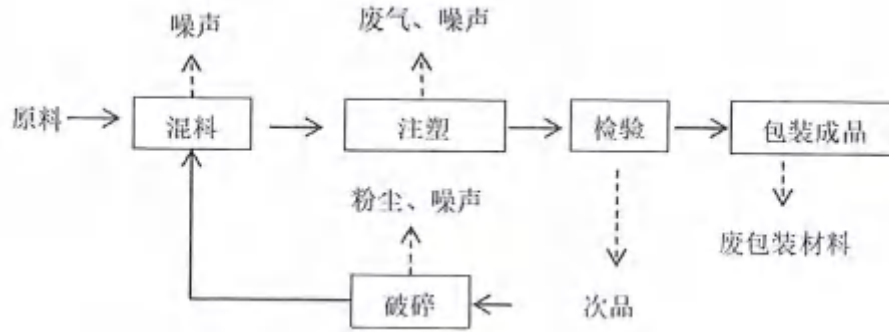 噪声
废气、噪声
原料
混料
注塑
检验
包装成品
粉尘、噪声
废包装材料
破碎
次品